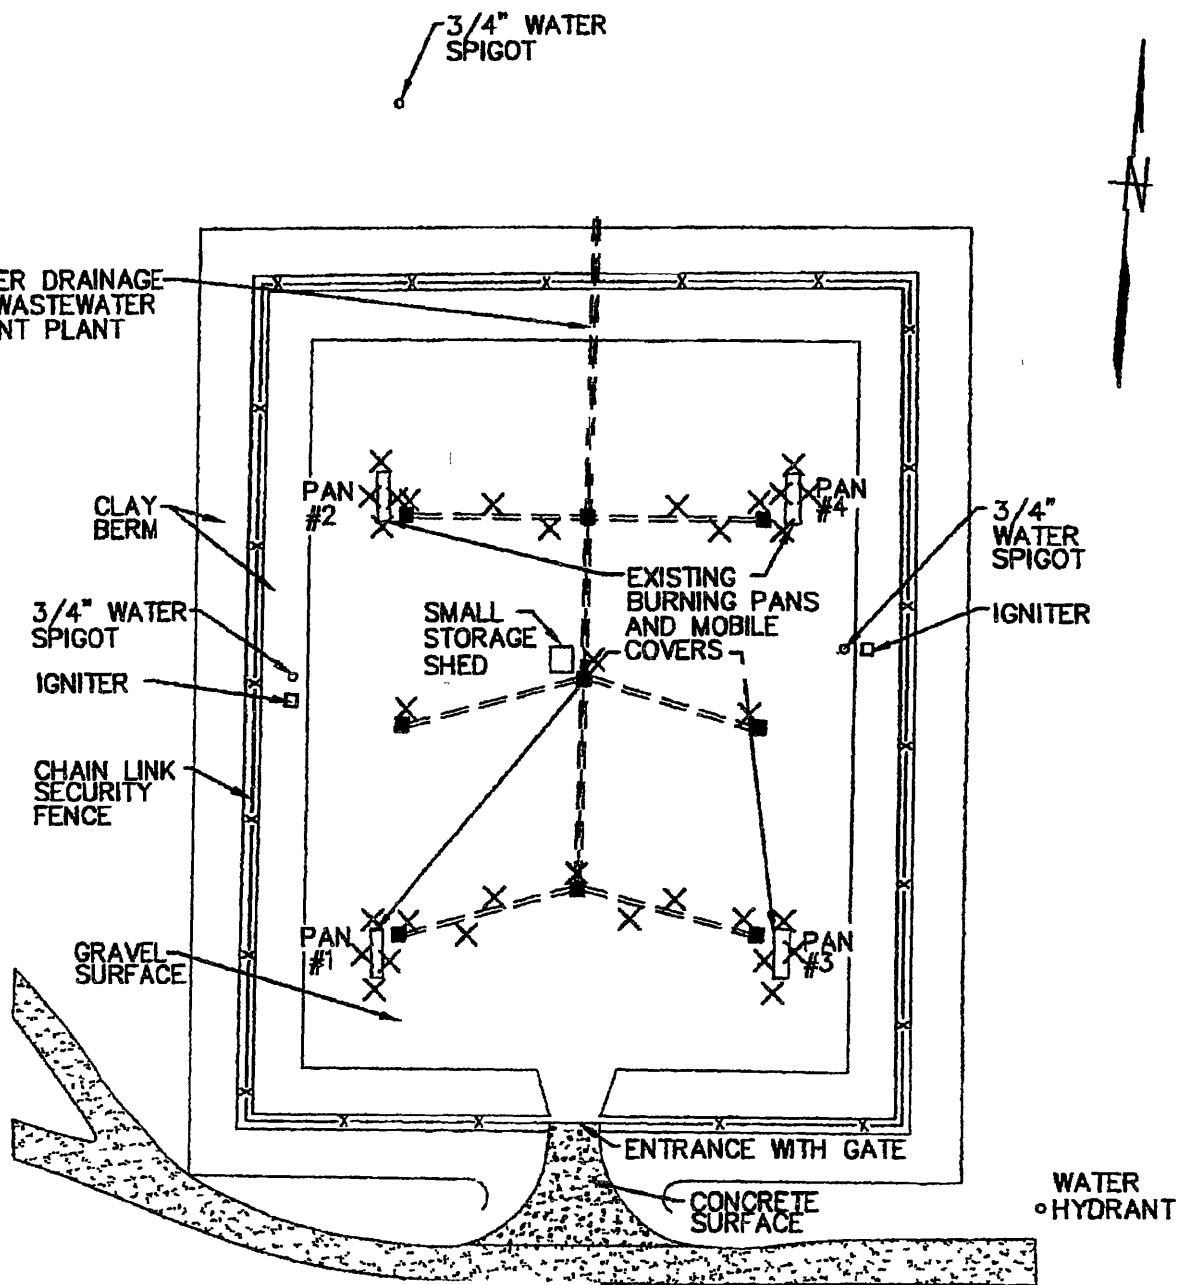 3/4" WATER
SPIGOT
N
ER DRAINAGE
WASTEWATER
NT PLANT
CLAY
BERM
PAN
#2
PAN
#4
3/4"
WATER
SPIGOT
EXISTING
BURNING PANS
AND MOBILE
COVERS
SMALL
STORAGE
SHED
3/4" WATER
SPIGOT
IGNITER
IGNITER
CHAIN LINK
SECURITY
FENCE
PAN
#1
PAN
#3
GRAVEL
SURFACE
ENTRANCE WITH GATE
CONCRETE
SURFACE
WATER
HYDRANT